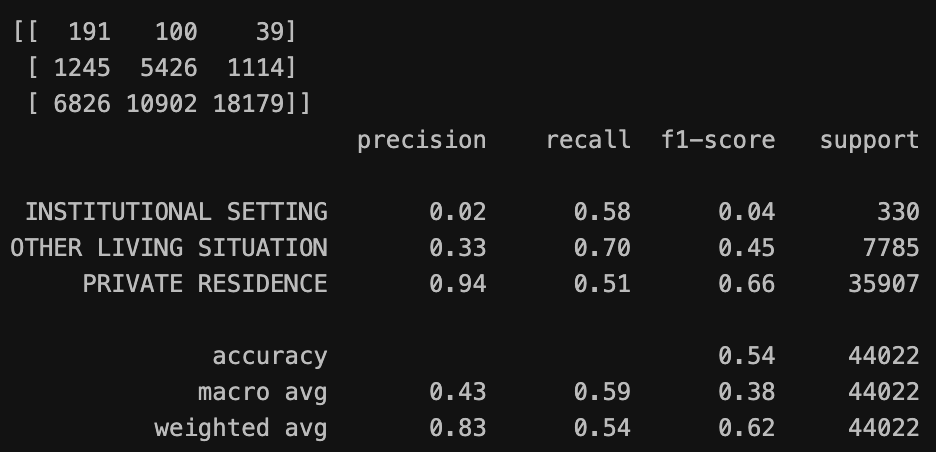 [[  191   100    39]
 [ 1245  5426  1114]
 [ 6826 10902 18179]]
precision recall f1-score support
INSTITUTIONAL SETTING 0.02 0.58 0.04 330
OTHER LIVING SITUATION 0.33 0.70 0.45 7785
PRIVATE RESIDENCE 0.94 0.51 0.66 35907
accuracy 0.54 44022
macro avg 0.43 0.59 0.38 44022
weighted avg 0.83 0.54 0.62 44022